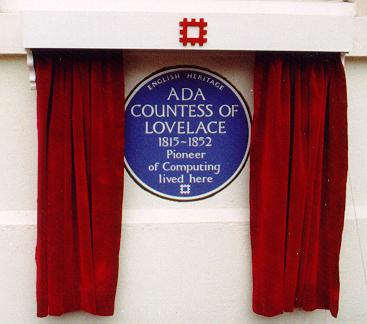 ENGLISH HERITAGE
ADA
COUNTESS OF
LOVELACE
1815~1852
Pioneer
of Computing
lived here